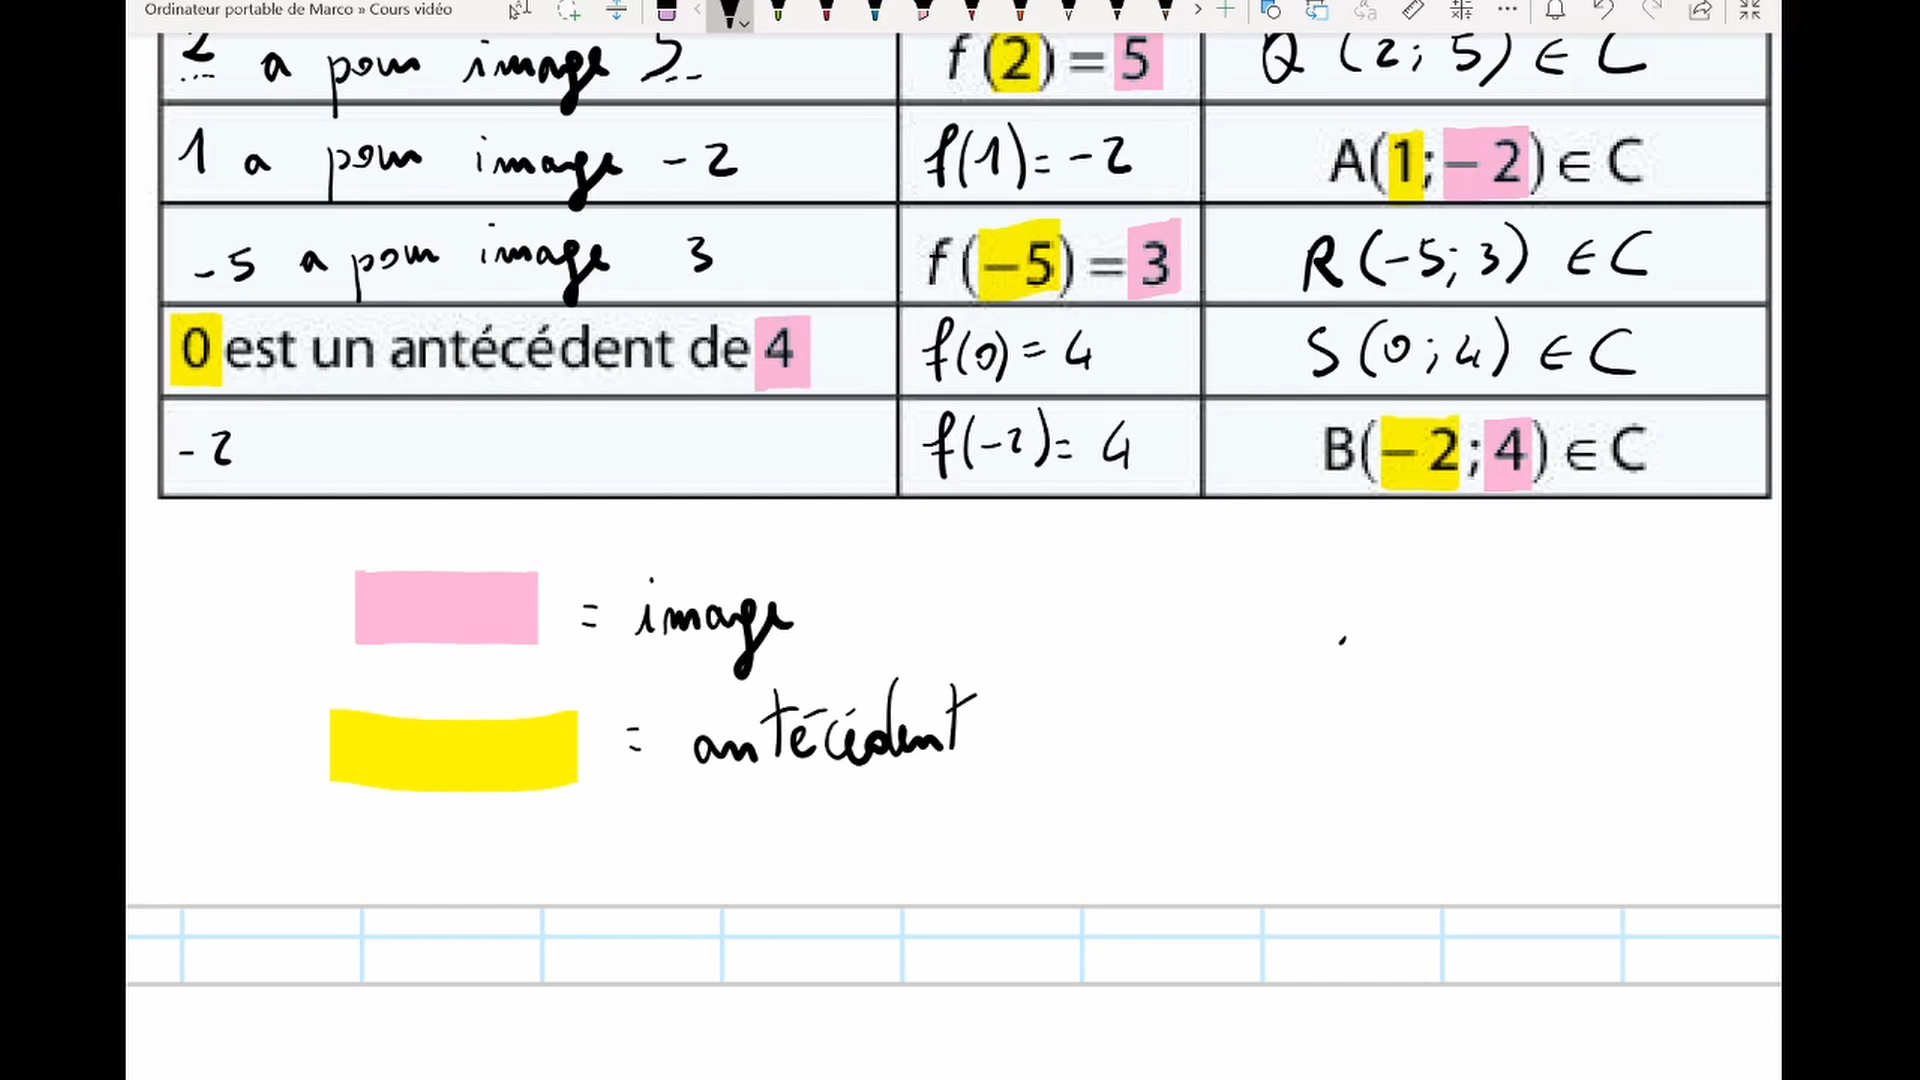 Ordinateur portable de Marco » Cours vidéo
2 a pour image 5 f(2) = 5 Q (2; 5) ∈ C
1 a pour image -2 f(1) = -2 A(1; -2) ∈ C
-5 a pour image 3 f(-5) = 3 R(-5; 3) ∈ C
0 est un antécédent de 4 f(0) = 4 S(0; 4) ∈ C
-2 f(-2) = 4 B(-2; 4) ∈ C
= image
= antécédent